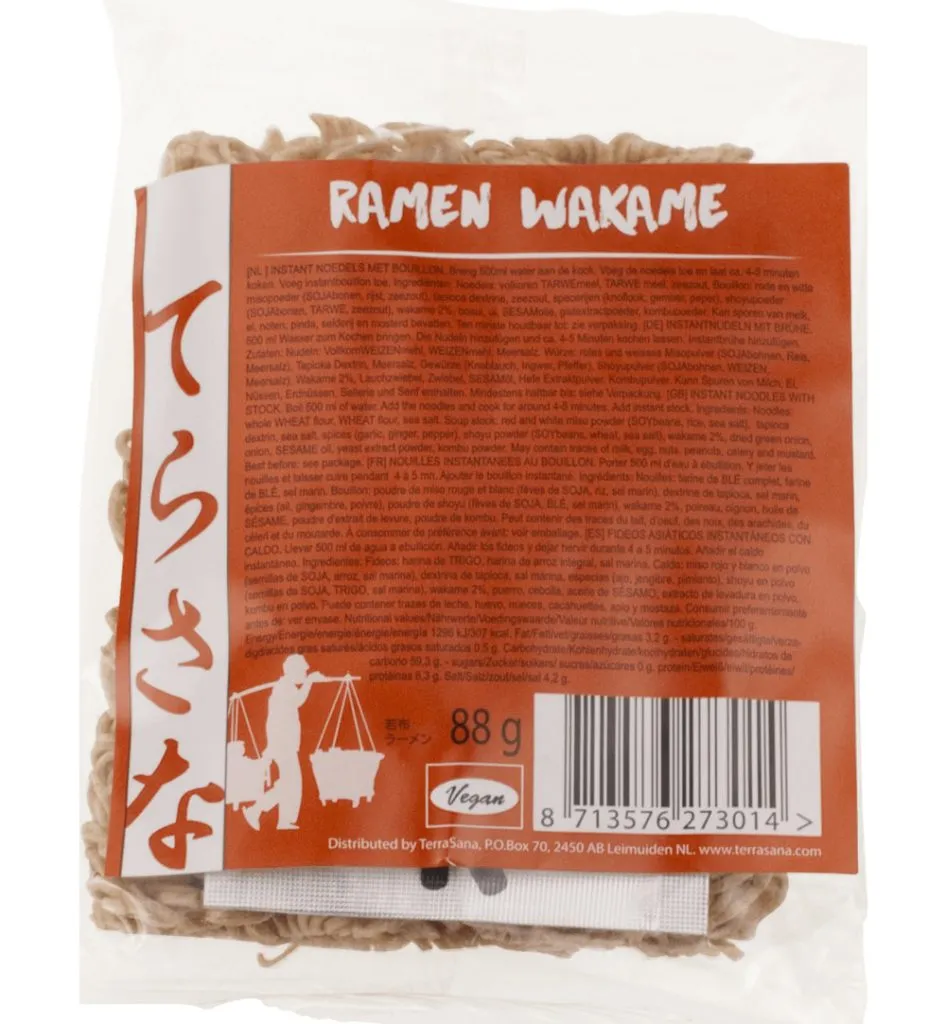 RAMEN WAKAME
てらさな
[NL] INSTANT NOEDELS MET BOUILLON. Breng 500ml water aan de kook. Voeg de noedels toe en laat ca. 4-5 minuten
koken. Voeg instantbouillon toe. Ingrediënten: Noedels: volkoren TARWEmeel, TARWE meel, zeezout. Bouillon: rode en witte
misopoeder (SOJAbonen, rijst, zeezout), tapioca dextrine, zeezout, specerijen (knoflook, gember, peper), shoyupoeder
(SOJAbonen, TARWE, zeezout), wakame 2%, bosui, ui, SESAMolie, gistextractpoeder, kombupoeder. Kan sporen van melk,
ei, noten, pinda, selderij en mosterd bevatten. Ten minste houdbaar tot: zie verpakking. [DE] INSTANTNUDELN MIT BRÜHE.
500 ml Wasser zum Kochen bringen. Die Nudeln hinzufügen und ca. 4-5 Minuten kochen lassen. Instantbrühe hinzufügen.
Zutaten: Nudeln: VollkornWEIZENmehl, WEIZENmehl, Meersalz. Würze: rotes und weisses Misopulver (SOJAbohnen, Reis,
Meersalz), Tapioka Dextro, Meersalz, Gewürze (Knoblauch, Ingwer, Pfeffer), Shoyupulver (SOJAbohnen, WEIZEN,
Meersalz), Wakame 2%, Lauchzwiebel, Zwiebel, SESAMöl, Hefe Extraktpulver, Kombupulver. Kann Spuren von Milch, Ei,
Nüssen, Erdnüssen, Sellerie und Senf enthalten. Mindestens haltbar bis: siehe Verpackung. [GB] INSTANT NOODLES WITH
STOCK. Boil 500 ml of water. Add the noodles and cook for around 4-5 minutes. Add instant stock. Ingredients: Noodles:
whole WHEAT flour, WHEAT flour, sea salt. Soup stock: red and white miso powder (SOYbeans, rice, sea salt), tapioca
dextrin, sea salt, spices (garlic, ginger, pepper), shoyu powder (SOYbeans, wheat, sea salt), wakame 2%, dried green onion,
onion, SESAME oil, yeast extract powder, kombu powder. May contain traces of milk, egg, nuts, peanuts, celery and mustard.
Best before: see package. [FR] NOUILLES INSTANTANÉES AU BOUILLON. Porter 500 ml d'eau à ébullition. Y jeter les
nouilles et laisser cuire pendant 4 à 5 mn. Ajouter le bouillon instantané. Ingrédients: Nouilles: farine de BLÉ complet, farine
de BLÉ, sel marin. Bouillon: poudre de miso rouge et blanc (fèves de SOJA, riz, sel marin), dextrine de tapioca, sel marin,
épices (ail, gingembre, poivre), poudre de shoyu (fèves de SOJA, BLÉ, sel marin), wakame 2%, poireau, oignon, huile de
SÉSAME, poudre d'extrait de levure, poudre de kombu. Peut contenir des traces du lait, d'oeuf, des noix, des arachides, du
céleri et du moutarde. À consommer de préférence avant: voir emballage. [ES] FIDEOS ASIÁTICOS INSTANTÁNEOS CON
CALDO. Llevar 500 ml de agua a ebullición. Añadir los fideos y dejar hervir durante 4 a 5 minutos. Añadir el caldo
instantáneo. Ingredientes: Fideos: harina de TRIGO, harina de arroz integral, sal marina. Caldo: miso rojo y blanco en polvo
(semillas de SOJA, arroz, sal marina), dextrina de tapioca, sal marina, especias (ajo, jengibre, pimiento), shoyu en polvo
(semillas de SOJA, TRIGO, sal marina), wakame 2%, puerro, cebolla, aceite de SÉSAMO, extracto de levadura en polvo,
kombu en polvo. Puede contener trazas de leche, huevo, nueces, cacahuettes, apio y mostaza. Consumir preferentemente
antes de: ver envase. Nutritional values/Nährwerte/Voedingswaarde/Valeur nutritive/Valores nutricionales/100 g.
Energy/Energie/energie/énergie/energía 1296 kJ/307 kcal. Fat/Fett/vet/graisses/grasas 3,2 g. - saturates/gesättigte/verza-
digd/acides gras saturés/ácidos grasos saturados 0,5 g. Carbohydrate/Kohlenhydrate/koolhydraten/glucides/hidratos de
carbono 59,3 g. - sugars/Zucker/suikers/ sucres/azúcares 0 g. protein/Eiweiß/eiwit/protéines/
proteínas 8,3 g. Salt/Salz/zout/sel/sal 4,2 g.
若布
ラーメン
88 g
Vegan
8 713576 273014 >
Distributed by TerraSana, P.O.Box 70, 2450 AB Leimuiden NL. www.terrasana.com